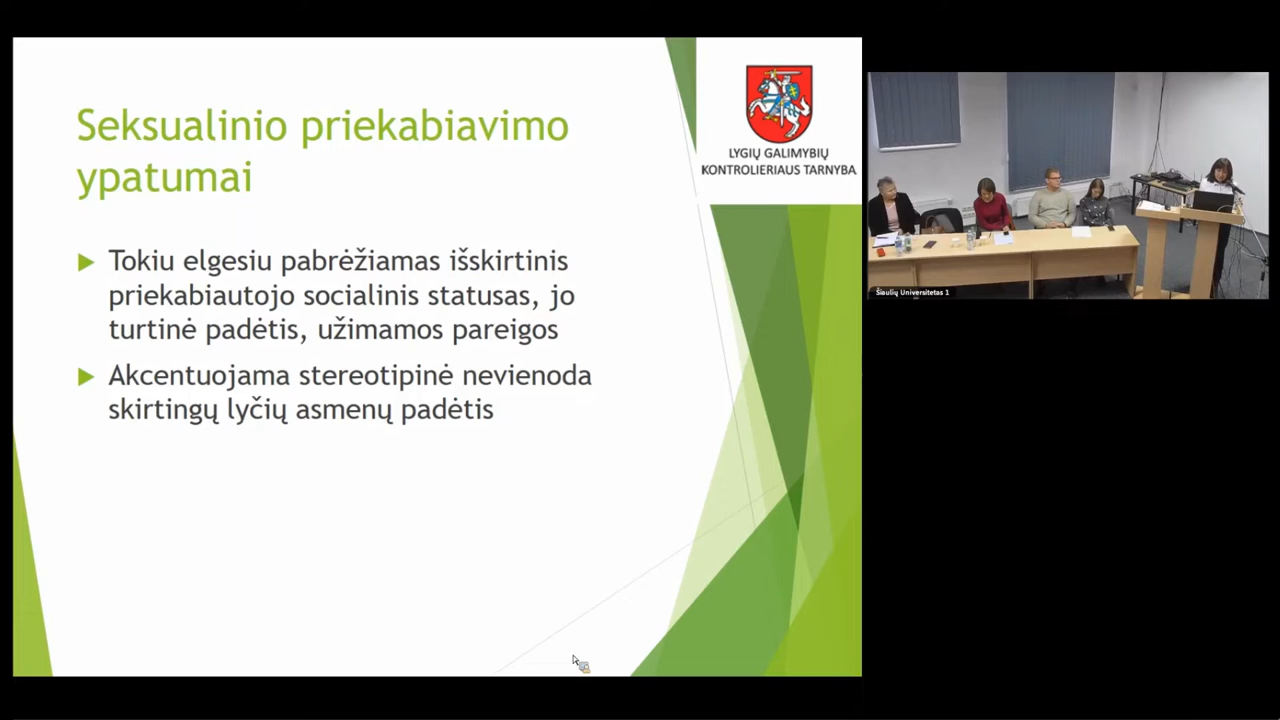 Seksualinio priekabiavimo
ypatumai
LYGIŲ GALIMYBIŲ
KONTROLIERIAUS TARNYBA
Tokiu elgesiu pabrėžiamas išskirtinis
priekabiautojo socialinis statusas, jo
turtinė padėtis, užimamos pareigos
Akcentuojama stereotipinė nevienoda
skirtingų lyčių asmenų padėtis
Šiaulių Universitetas 1